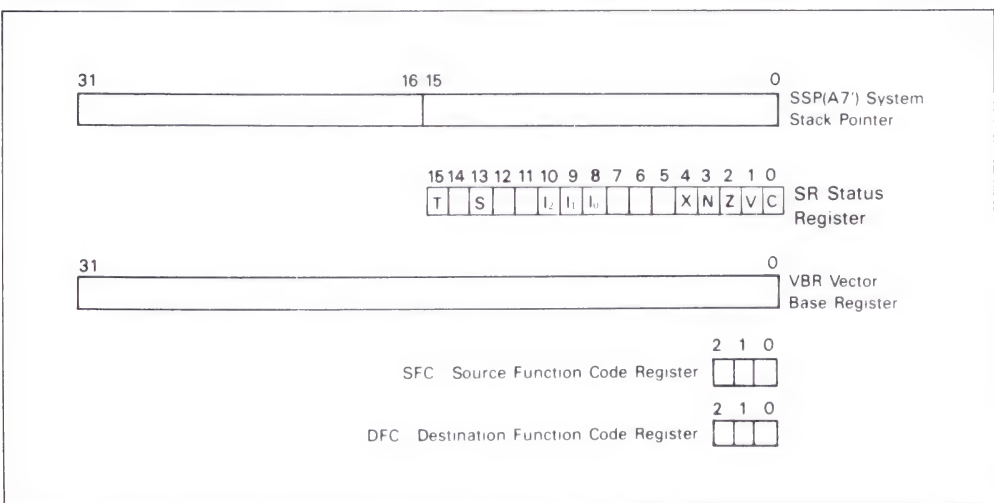 31 16 15 0
SSP(A7') System
Stack Pointer
15 14 13 12 11 10 9 8 7 6 5 4 3 2 1 0
T S I₂ I₁ I₀ X N Z V C
SR Status
Register
31 0
VBR Vector
Base Register
2 1 0
SFC Source Function Code Register
2 1 0
DFC Destination Function Code Register